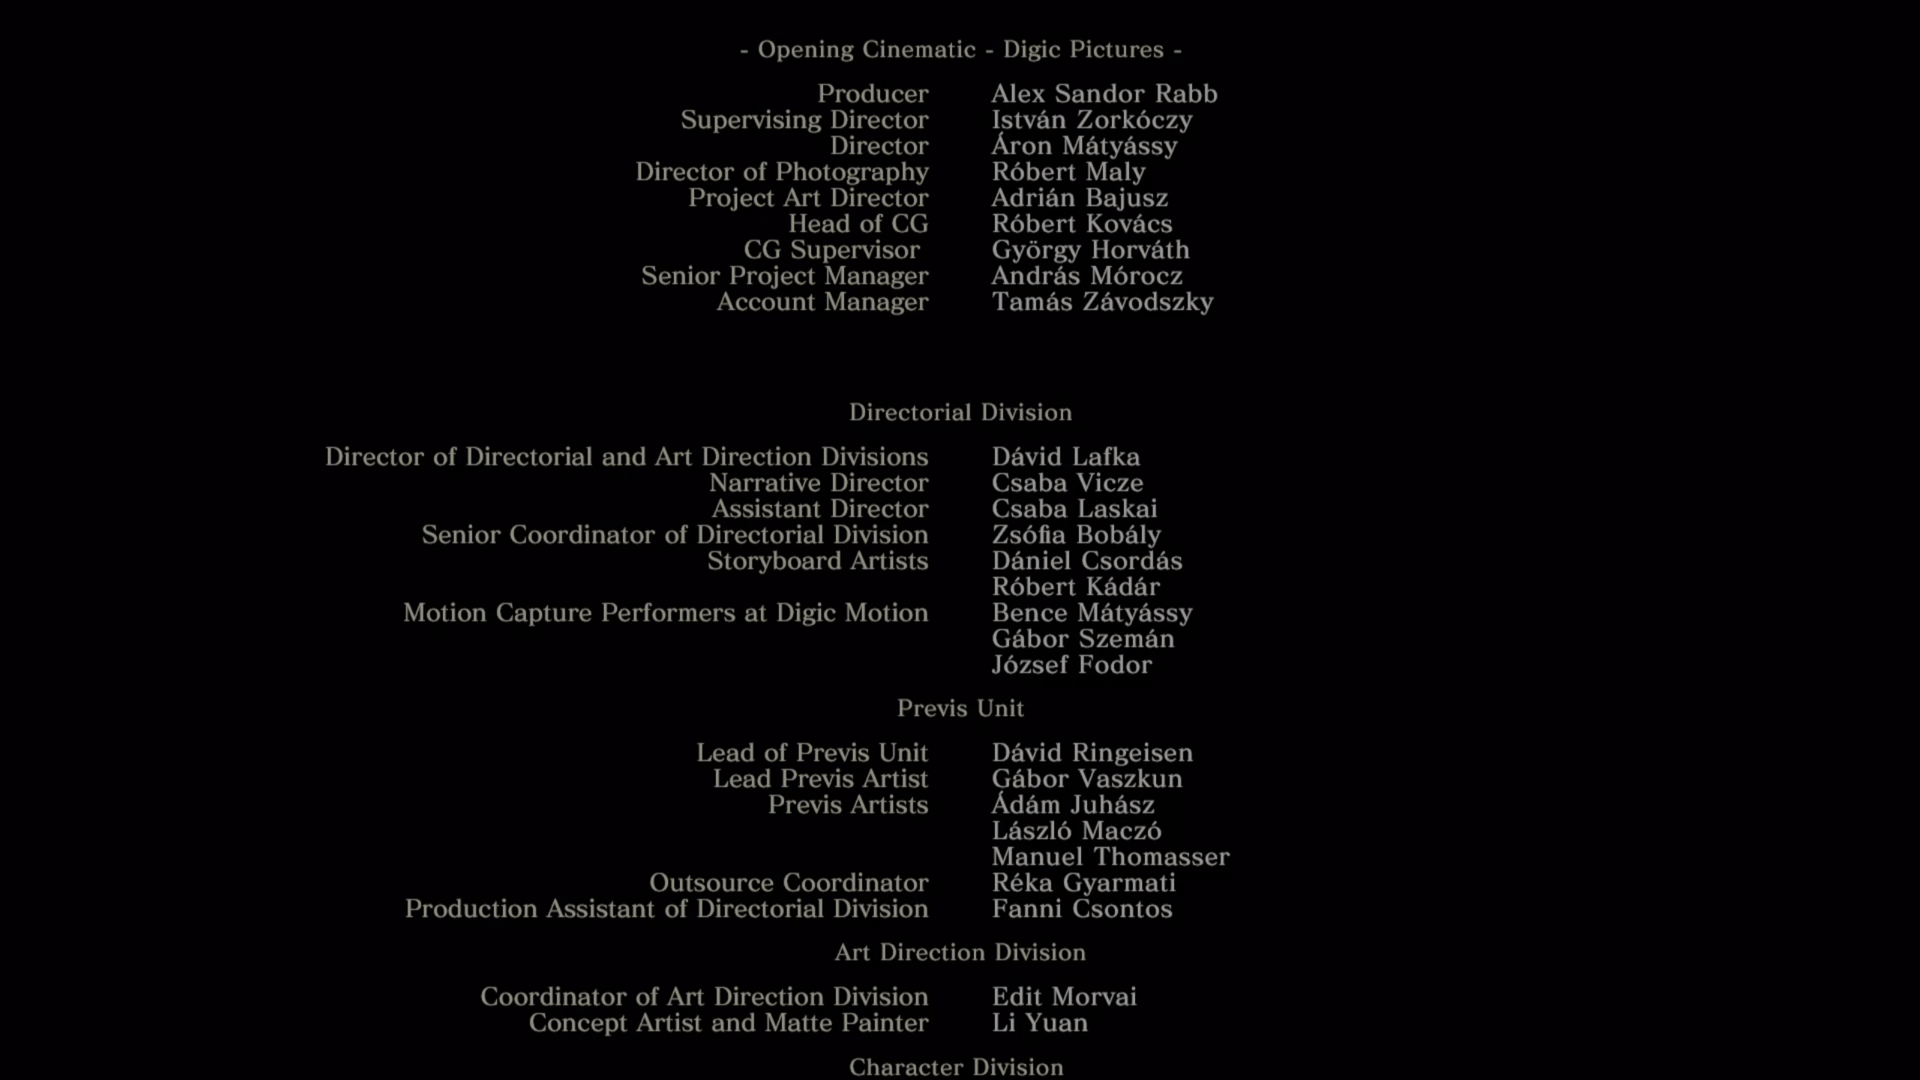 - Opening Cinematic - Digic Pictures -
Producer Alex Sandor Rabb
Supervising Director István Zorkóczy
Director Áron Mátyássy
Director of Photography Róbert Maly
Project Art Director Adrián Bajusz
Head of CG Róbert Kovács
CG Supervisor György Horváth
Senior Project Manager András Mórocz
Account Manager Tamás Závodszky
Directorial Division
Director of Directorial and Art Direction Divisions Dávid Lafka
Narrative Director Csaba Vicze
Assistant Director Csaba Laskai
Senior Coordinator of Directorial Division Zsófia Bobály
Storyboard Artists Dániel Csordás
Róbert Kádár
Motion Capture Performers at Digic Motion Bence Mátyássy
Gábor Szemán
József Fodor
Previs Unit
Lead of Previs Unit Dávid Ringeisen
Lead Previs Artist Gábor Vaszkun
Previs Artists Ádám Juhász
László Maczó
Manuel Thomasser
Outsource Coordinator Réka Gyarmati
Production Assistant of Directorial Division Fanni Csontos
Art Direction Division
Coordinator of Art Direction Division Edit Morvai
Concept Artist and Matte Painter Li Yuan
Character Division